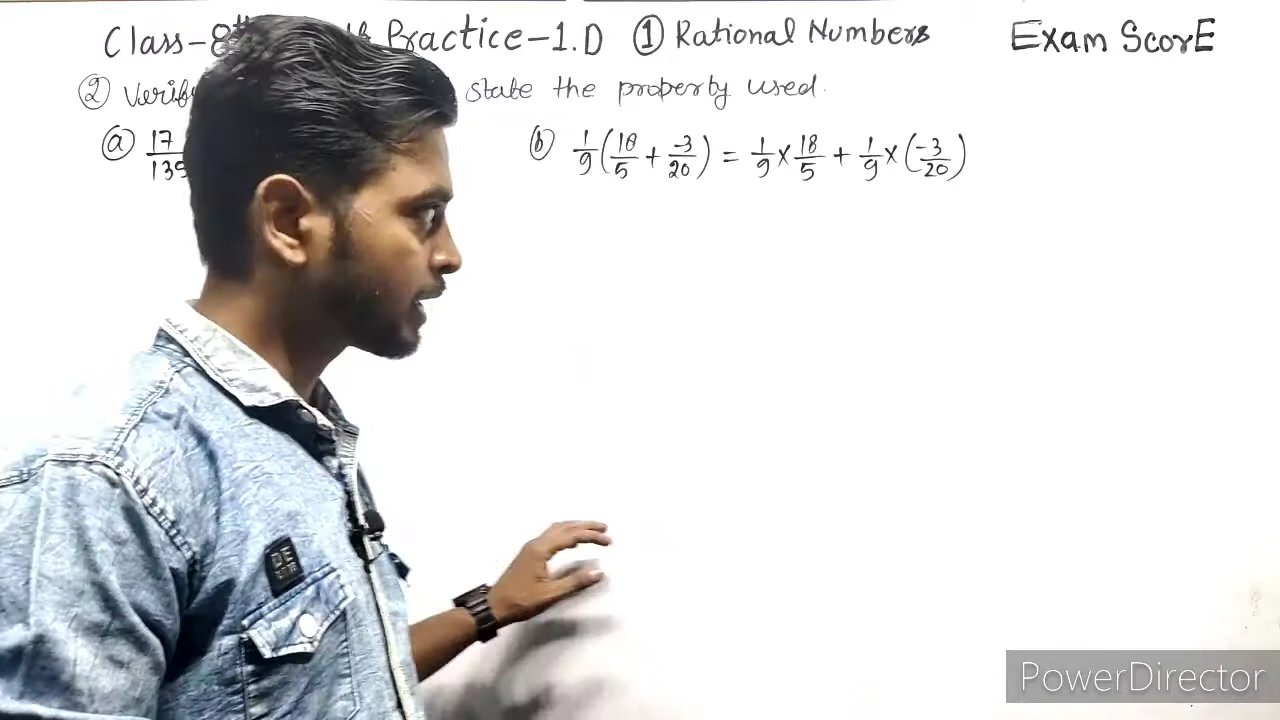 Class-8th Practice-1.D ① Rational Numbers Exam ScorE
② Verify state the property used.
ⓐ 17/135 ⓑ 1/9(18/5 + -3/20) = 1/9 × 18/5 + 1/9 × (-3/20)
PowerDirector